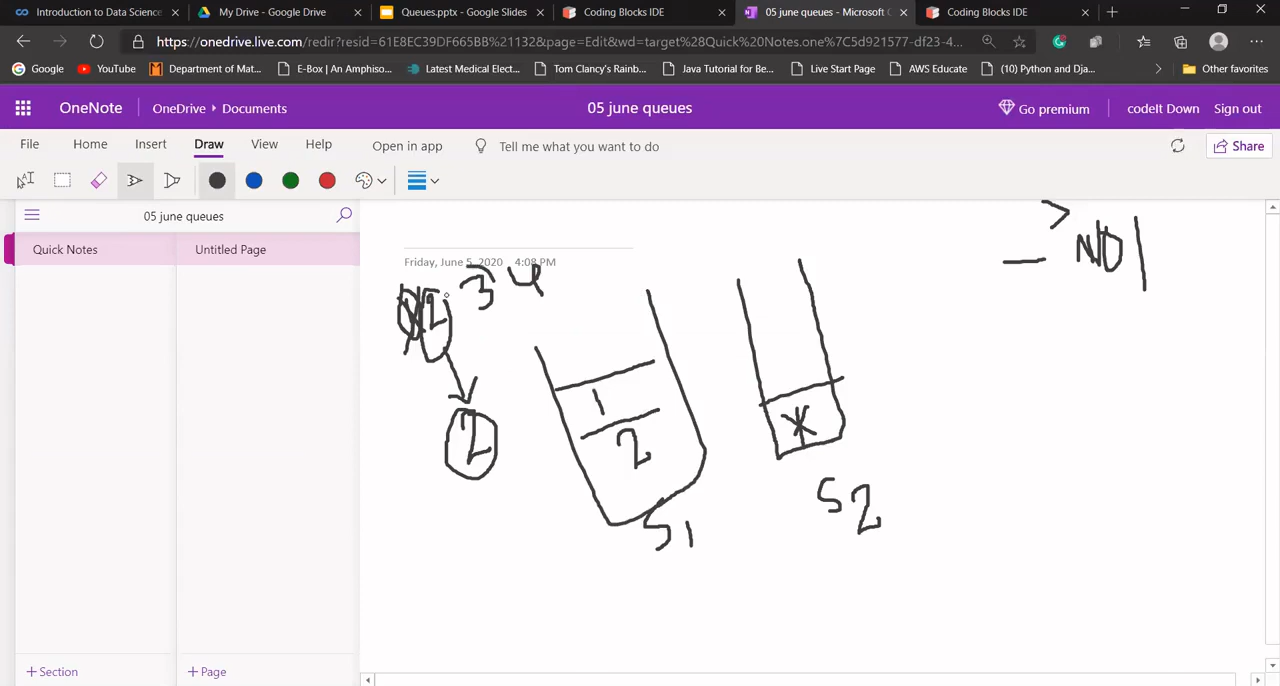 Introduction to Data Science
My Drive - Google Drive
Queues.pptx - Google Slides
Coding Blocks IDE
05 june queues - Microsoft O
Coding Blocks IDE
https://onedrive.live.com/redir?resid=61E8EC39DF665BB%21132&page=Edit&wd=target%28Quick%20Notes.one%7C5d921577-df23-4...
Google
YouTube
Department of Mat...
E-Box | An Amphiso...
Latest Medical Elect...
Tom Clancy's Rainb...
Java Tutorial for Be...
Live Start Page
AWS Educate
(10) Python and Dja...
Other favorites
OneNote
OneDrive › Documents
05 june queues
Go premium
codeIt Down
Sign out
File
Home
Insert
Draw
View
Help
Open in app
Tell me what you want to do
Share
05 june queues
Quick Notes
Untitled Page
Friday, June 5, 2020 4:08 PM
2 3 4
2
1
2
S1
S2
+ Section
+ Page